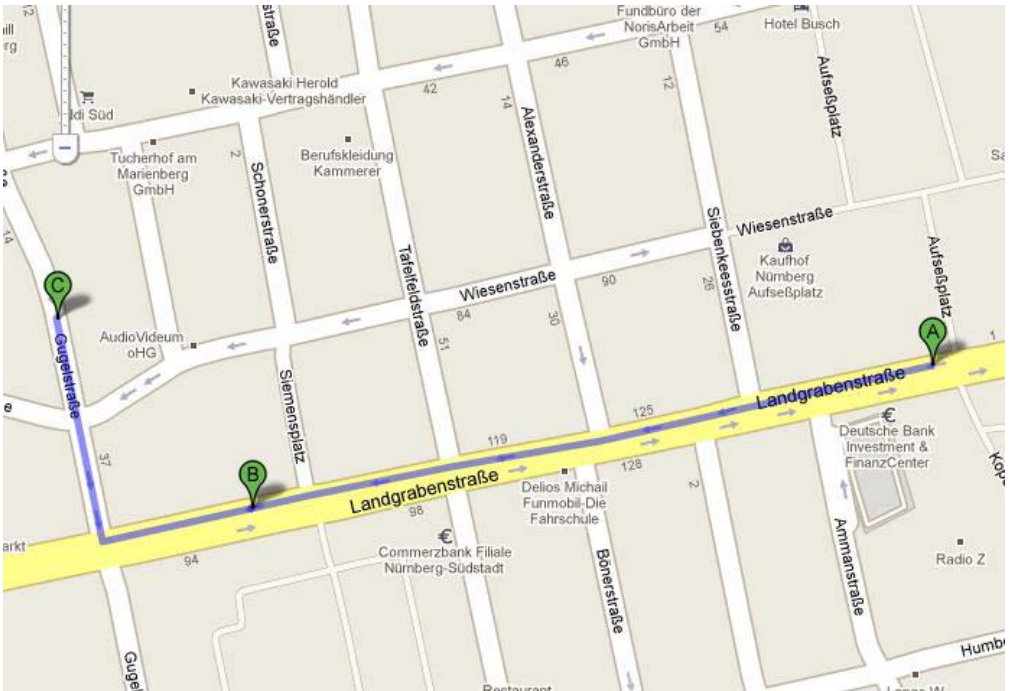 12
straße
Fundbüro der
NorisArbeit
GmbH
54
Hotel Busch
46
Kawasaki Herold
Kawasaki-Vertragshändler
42
14
12
Aufseßplatz
Tucherhof am
Marienberg
GmbH
2
Schonerstraße
Berufskleidung
Kammerer
Alexanderstraße
14
Siebenkeesstraße
Wiesenstraße
Kaufhof
Nürnberg
Aufseßplatz
Aufseßplatz
C
Tafelfeldstraße
Wiesenstraße
90
26
84
30
AudioVideum
oHG
51
Gugelstraße
Siemensplatz
A
1
Landgrabenstraße
125
119
Deutsche Bank
Investment &
FinanzCenter
37
B
128
Landgrabenstraße
Delios Michail
Funmobil-Die
Fahrschule
2
98
94
Commerzbank Filiale
Nürnberg-Südstadt
Bönerstraße
Ammanstraße
Radio Z